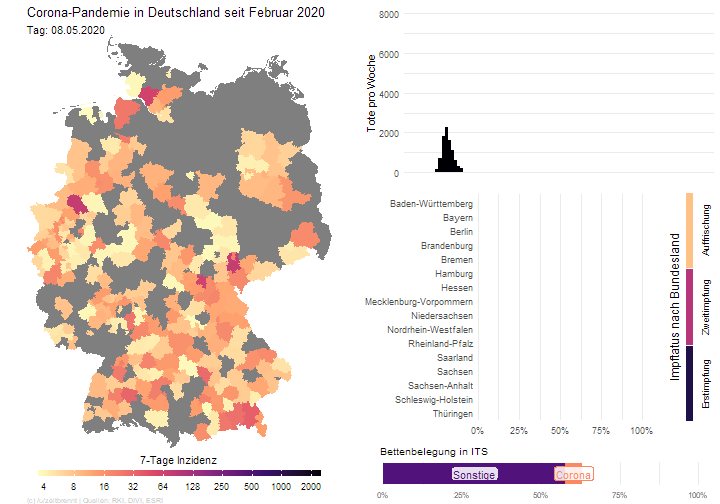 Corona-Pandemie in Deutschland seit Februar 2020
Tag: 08.05.2020
7-Tage Inzidenz
4 8 16 32 64 128 250 500 1000 2000
Tote pro Woche
8000
6000
4000
2000
0
Baden-Württemberg
Bayern
Berlin
Brandenburg
Bremen
Hamburg
Hessen
Mecklenburg-Vorpommern
Niedersachsen
Nordrhein-Westfalen
Rheinland-Pfalz
Saarland
Sachsen
Sachsen-Anhalt
Schleswig-Holstein
Thüringen
0% 25% 50% 75% 100%
Impfstatus nach Bundesland
Auffrischung
Zweitimpfung
Erstimpfung
Bettenbelegung in ITS
Sonstige
Corona
0% 25% 50% 75% 100%
Quellen: RKI, DIVI, ESRI